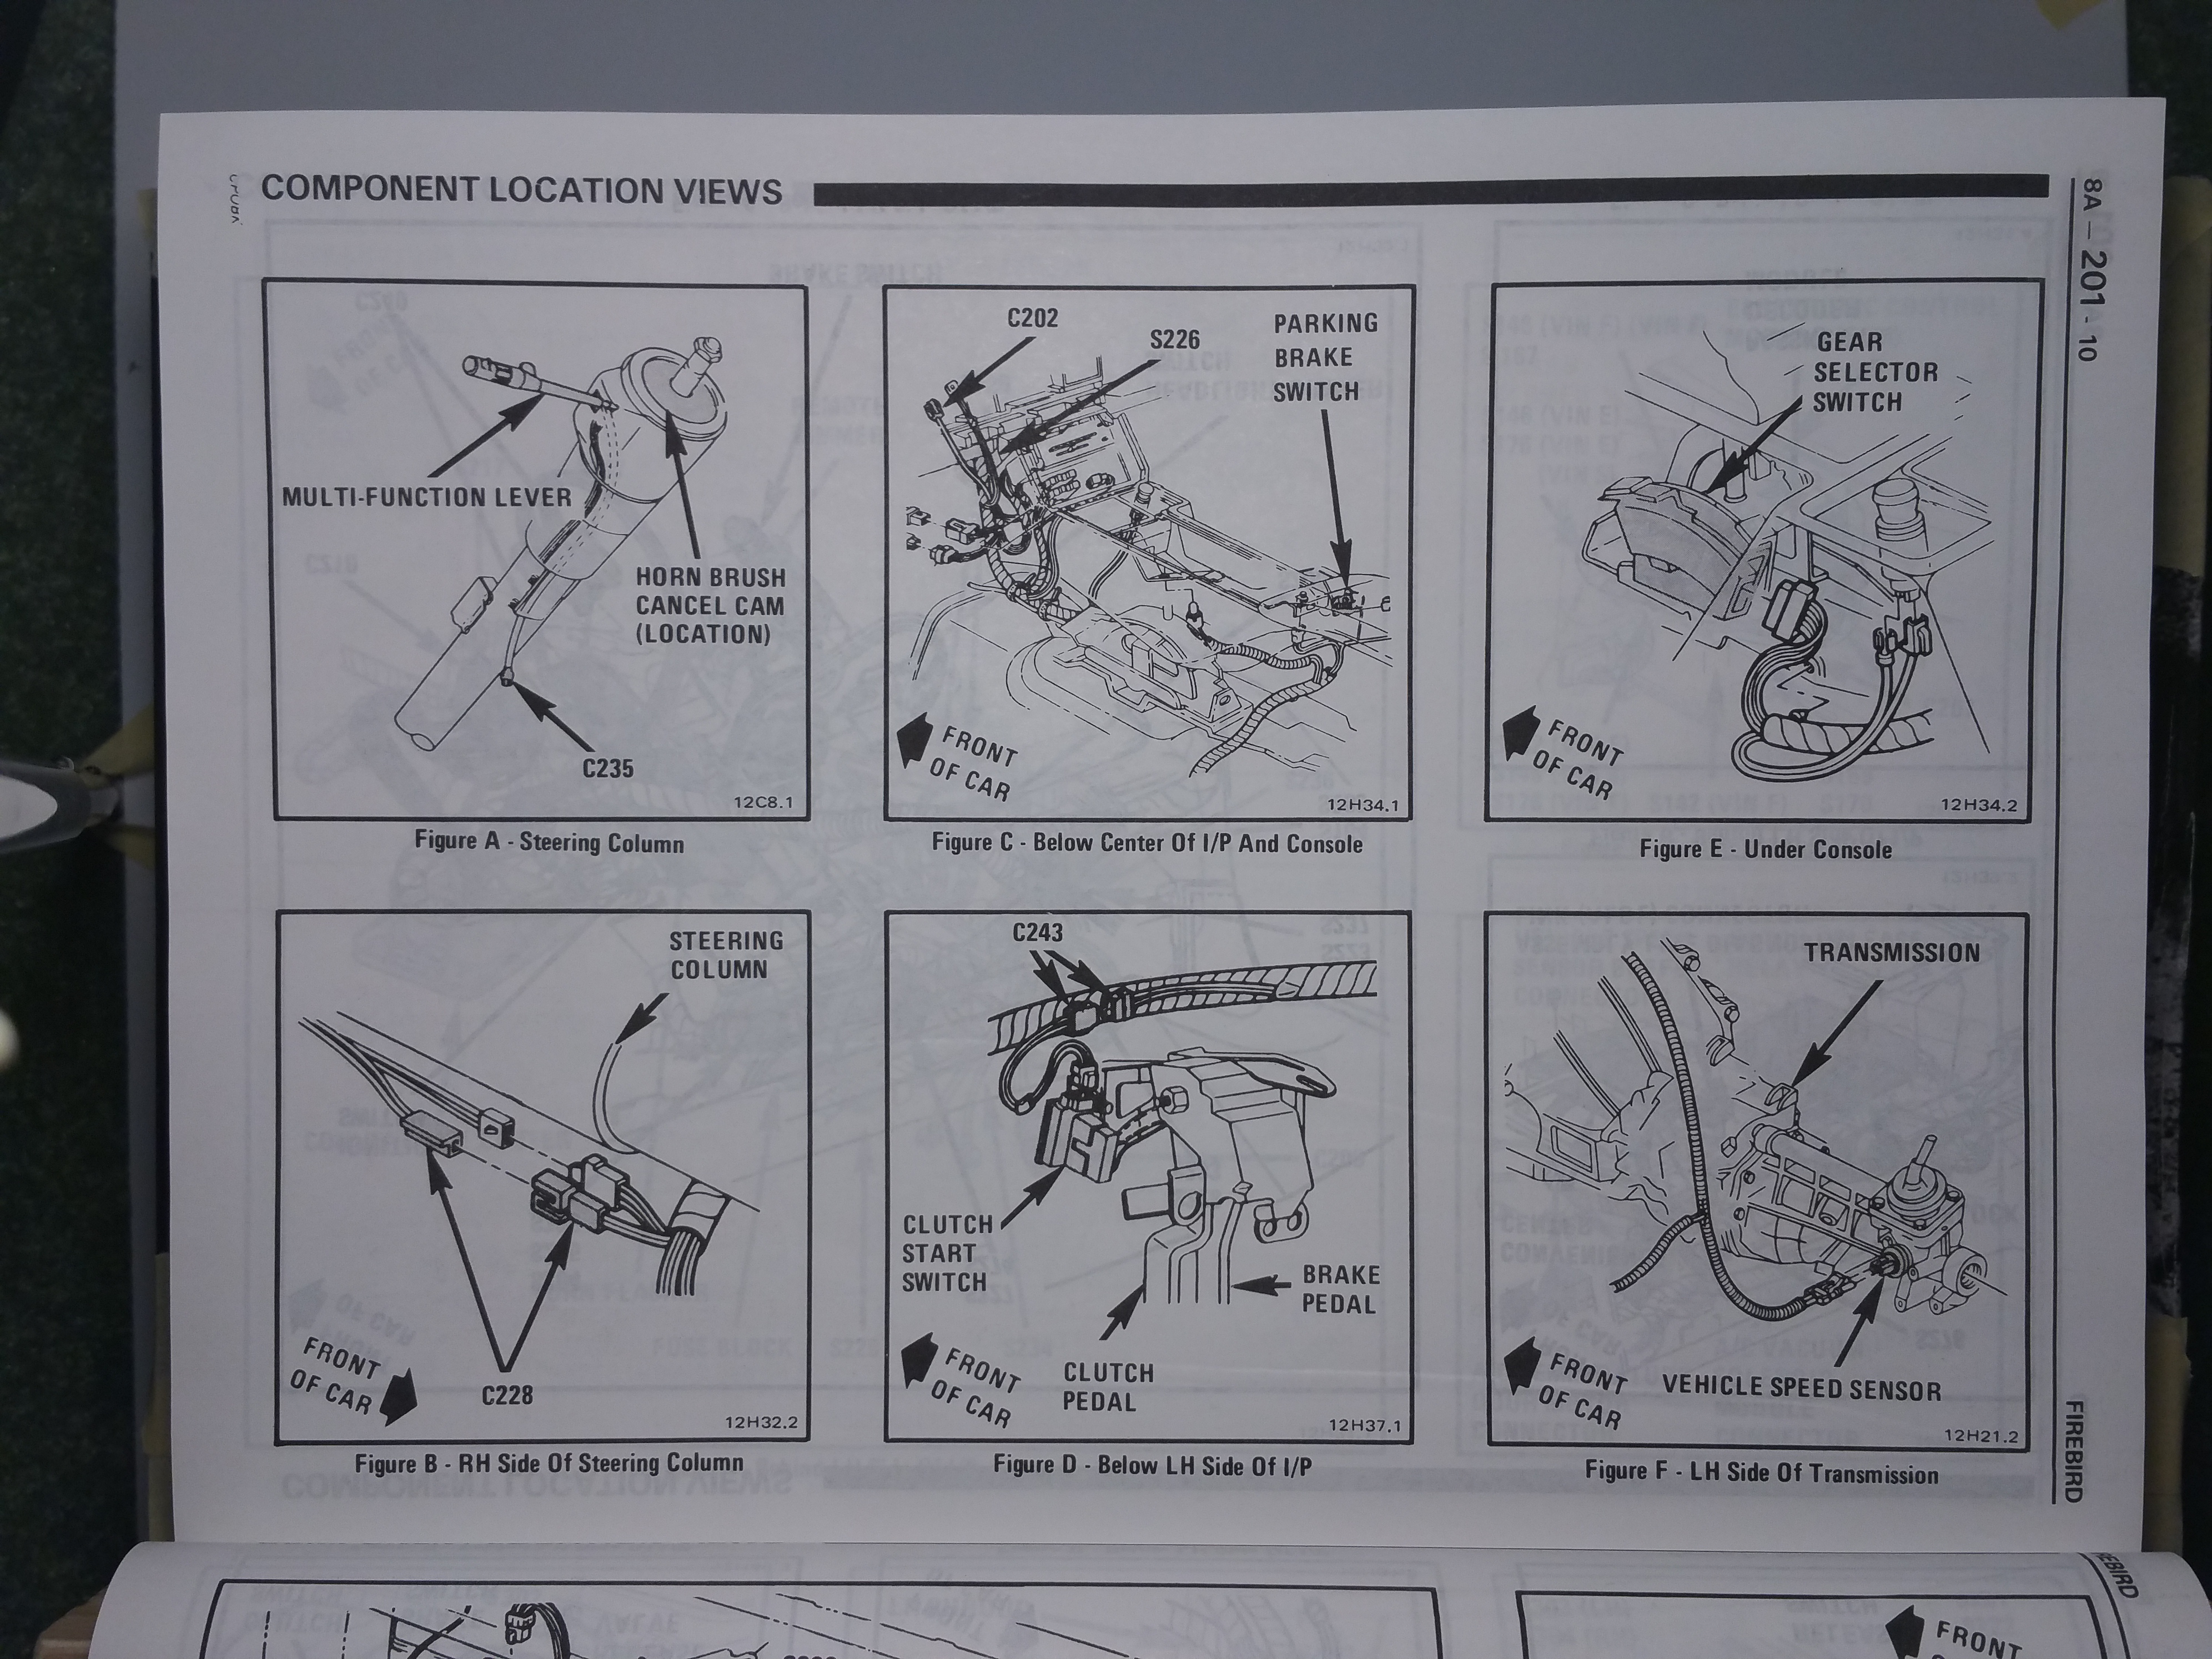 COMPONENT LOCATION VIEWS
8A — 201 - 10
C202
S226
PARKING
BRAKE
SWITCH
GEAR
SELECTOR
SWITCH
MULTI-FUNCTION LEVER
HORN BRUSH
CANCEL CAM
(LOCATION)
C235
12C8.1
Figure A - Steering Column
FRONT
OF CAR
12H34.1
Figure C - Below Center Of I/P And Console
FRONT
OF CAR
12H34.2
Figure E - Under Console
STEERING
COLUMN
C228
FRONT
OF CAR
12H32.2
Figure B - RH Side Of Steering Column
C243
CLUTCH
START
SWITCH
BRAKE
PEDAL
CLUTCH
PEDAL
FRONT
OF CAR
12H37.1
Figure D - Below LH Side Of I/P
TRANSMISSION
VEHICLE SPEED SENSOR
FRONT
OF CAR
12H21.2
Figure F - LH Side Of Transmission
FIREBIRD
FRONT